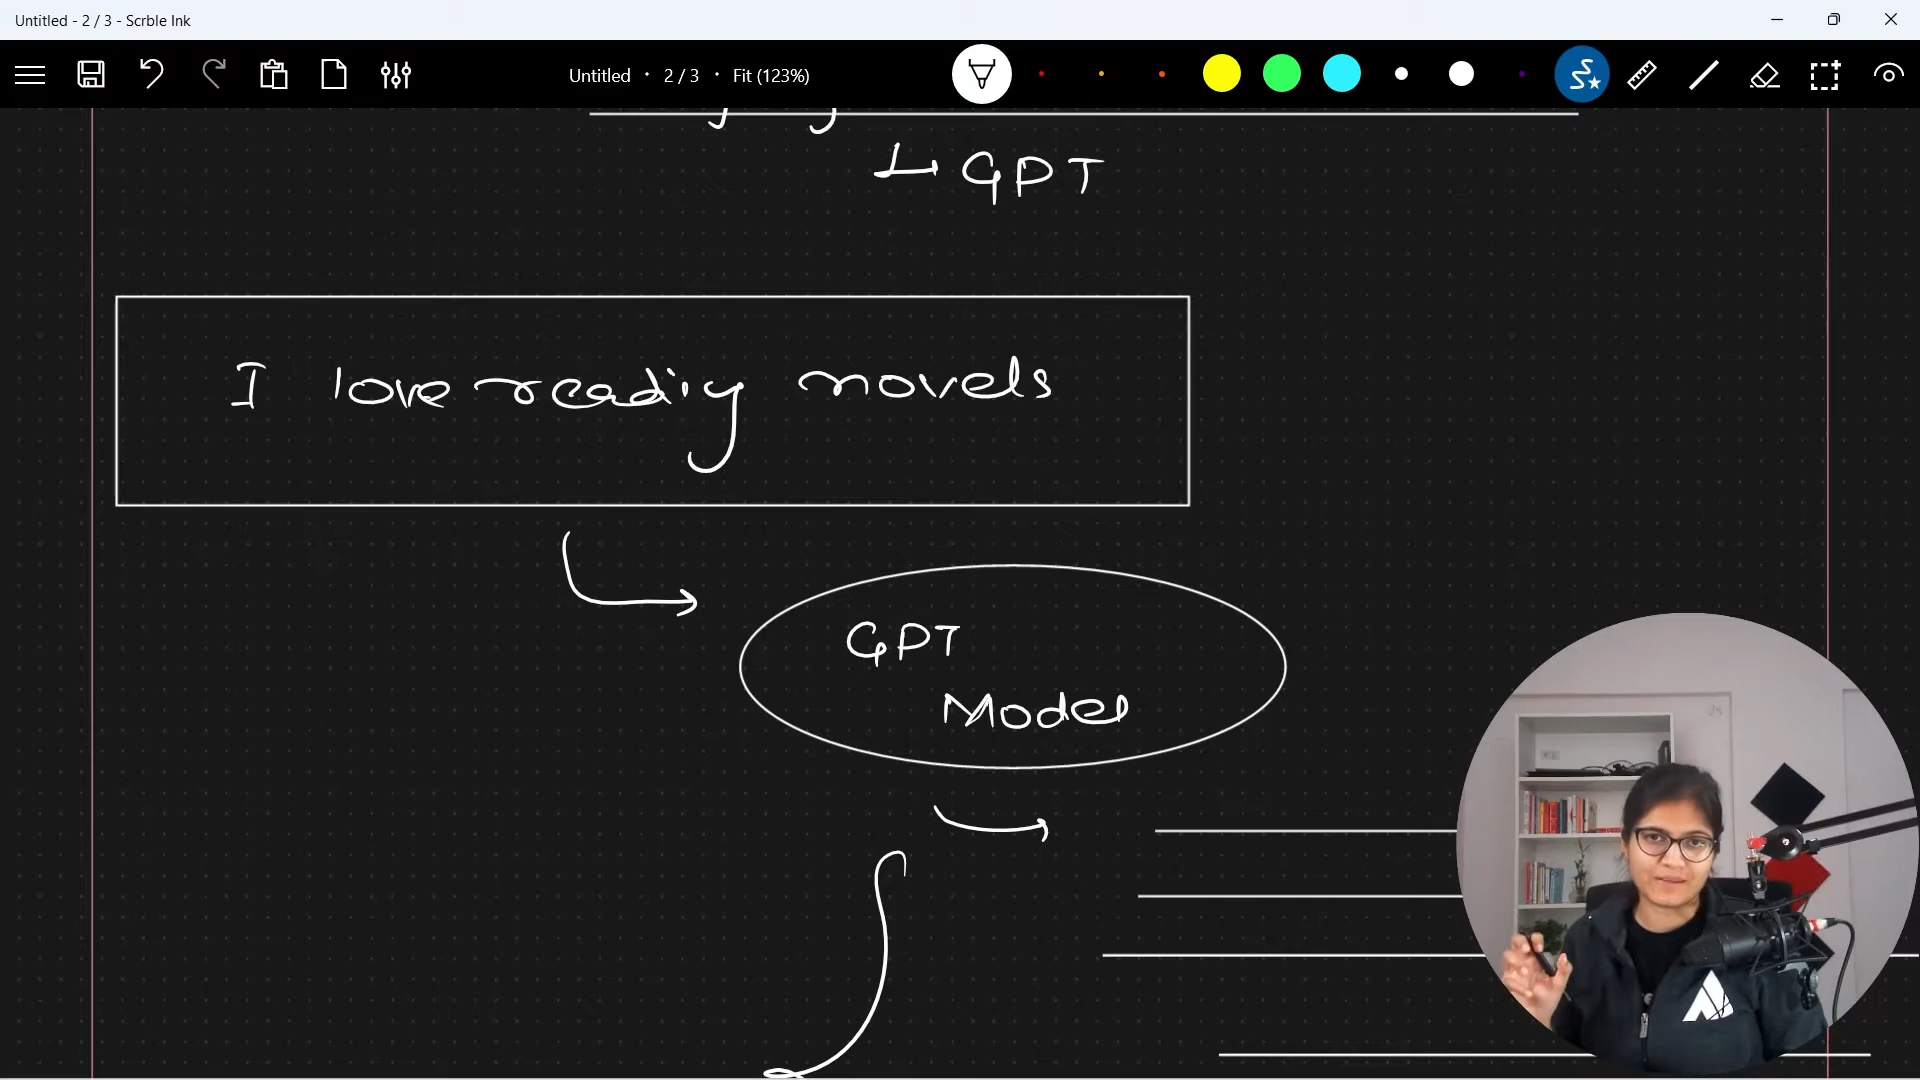 Untitled - 2 / 3 - Scrble Ink
Untitled • 2 / 3 • Fit (123%)
GPT
I love reading novels
GPT
Model